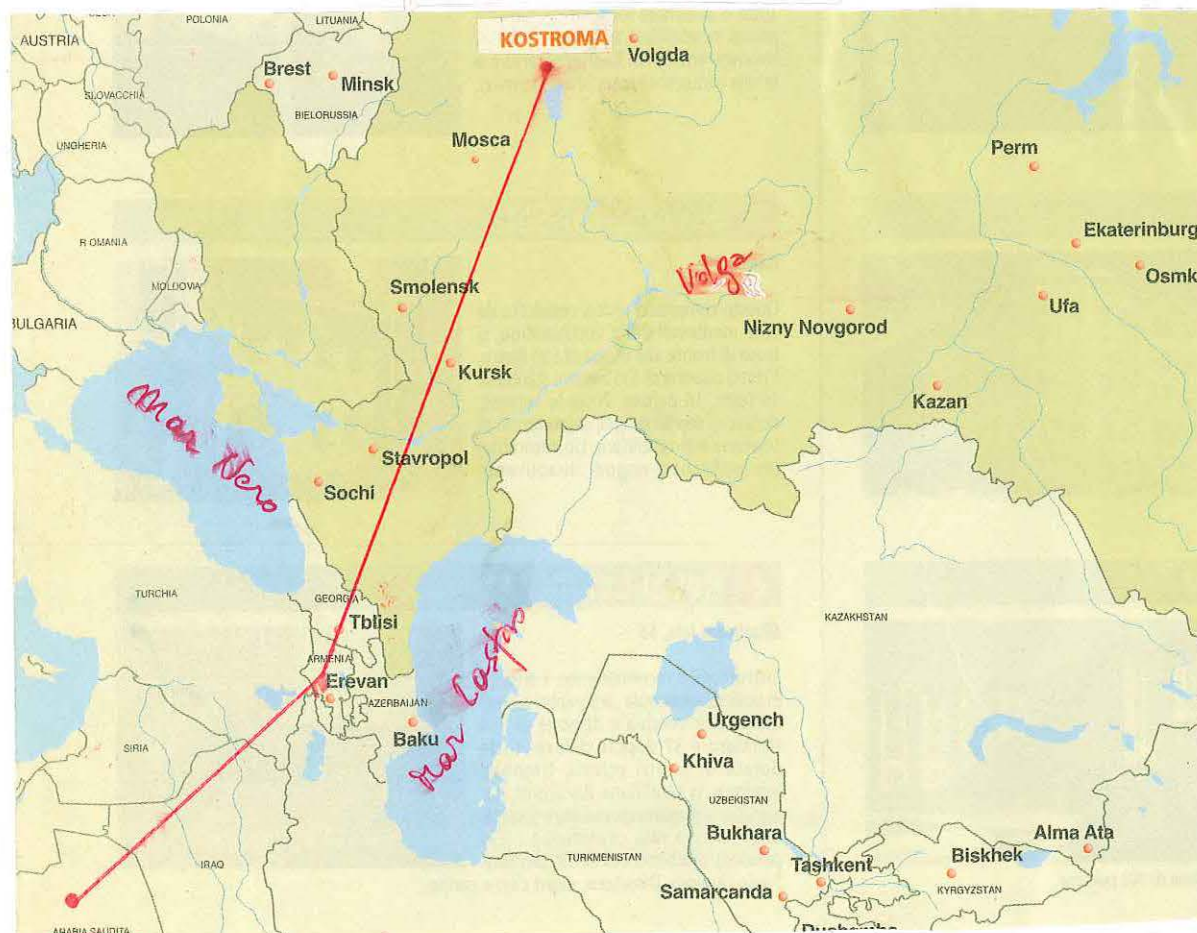 POLONIA
LITUANIA
KOSTROMA
Volgda
AUSTRIA
Brest
Minsk
SLOVACCHIA
BIELORUSSIA
UNGHERIA
Mosca
Perm
ROMANIA
Volga
Ekaterinburg
MOLDOVIA
Smolensk
Osmk
Ufa
BULGARIA
Nizny Novgorod
Kursk
Kazan
Mar Nero
Stavropol
Sochi
TURCHIA
GEORGIA
Tblisi
KAZAKHSTAN
ARMENIA
Erevan
Mar Caspio
AZERBAIJAN
Baku
Urgench
SIRIA
Khiva
UZBEKISTAN
Bukhara
Alma Ata
IRAQ
TURKMENISTAN
Tashkent
Biskhek
Samarcanda
KYRGYZSTAN
ARABIA SAUDITA